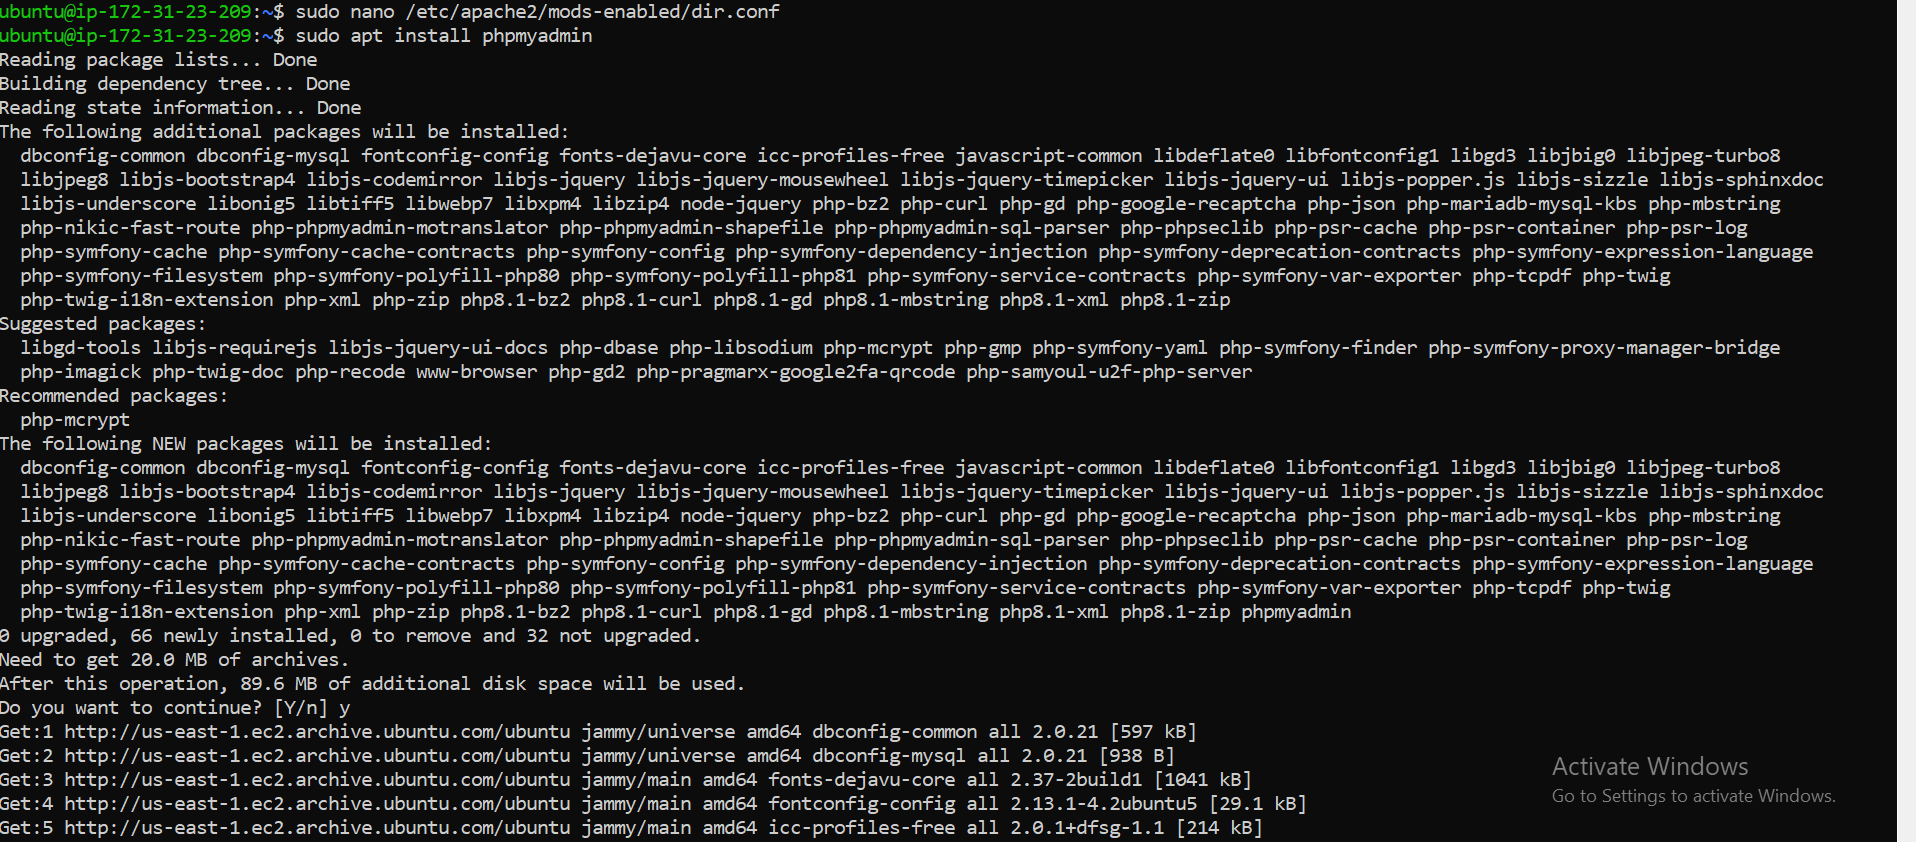 ubuntu@ip-172-31-23-209:~$ sudo nano /etc/apache2/mods-enabled/dir.conf
ubuntu@ip-172-31-23-209:~$ sudo apt install phpmyadmin
Reading package lists... Done
Building dependency tree... Done
Reading state information... Done
The following additional packages will be installed:
  dbconfig-common dbconfig-mysql fontconfig-config fonts-dejavu-core icc-profiles-free javascript-common libdeflate0 libfontconfig1 libgd3 libjbig0 libjpeg-turbo8
  libjpeg8 libjs-bootstrap4 libjs-codemirror libjs-jquery libjs-jquery-mousewheel libjs-jquery-timepicker libjs-jquery-ui libjs-popper.js libjs-sizzle libjs-sphinxdoc
  libjs-underscore libonig5 libtiff5 libwebp7 libxpm4 libzip4 node-jquery php-bz2 php-curl php-gd php-google-recaptcha php-json php-mariadb-mysql-kbs php-mbstring
  php-nikic-fast-route php-phpmyadmin-motranslator php-phpmyadmin-shapefile php-phpmyadmin-sql-parser php-phpseclib php-psr-cache php-psr-container php-psr-log
  php-symfony-cache php-symfony-cache-contracts php-symfony-config php-symfony-dependency-injection php-symfony-deprecation-contracts php-symfony-expression-language
  php-symfony-filesystem php-symfony-polyfill-php80 php-symfony-polyfill-php81 php-symfony-service-contracts php-symfony-var-exporter php-tcpdf php-twig
  php-twig-i18n-extension php-xml php-zip php8.1-bz2 php8.1-curl php8.1-gd php8.1-mbstring php8.1-xml php8.1-zip
Suggested packages:
  libgd-tools libjs-requirejs libjs-jquery-ui-docs php-dbase php-libsodium php-mcrypt php-gmp php-symfony-yaml php-symfony-finder php-symfony-proxy-manager-bridge
  php-imagick php-twig-doc php-recode www-browser php-gd2 php-pragmarx-google2fa-qrcode php-samyoul-u2f-php-server
Recommended packages:
  php-mcrypt
The following NEW packages will be installed:
  dbconfig-common dbconfig-mysql fontconfig-config fonts-dejavu-core icc-profiles-free javascript-common libdeflate0 libfontconfig1 libgd3 libjbig0 libjpeg-turbo8
  libjpeg8 libjs-bootstrap4 libjs-codemirror libjs-jquery libjs-jquery-mousewheel libjs-jquery-timepicker libjs-jquery-ui libjs-popper.js libjs-sizzle libjs-sphinxdoc
  libjs-underscore libonig5 libtiff5 libwebp7 libxpm4 libzip4 node-jquery php-bz2 php-curl php-gd php-google-recaptcha php-json php-mariadb-mysql-kbs php-mbstring
  php-nikic-fast-route php-phpmyadmin-motranslator php-phpmyadmin-shapefile php-phpmyadmin-sql-parser php-phpseclib php-psr-cache php-psr-container php-psr-log
  php-symfony-cache php-symfony-cache-contracts php-symfony-config php-symfony-dependency-injection php-symfony-deprecation-contracts php-symfony-expression-language
  php-symfony-filesystem php-symfony-polyfill-php80 php-symfony-polyfill-php81 php-symfony-service-contracts php-symfony-var-exporter php-tcpdf php-twig
  php-twig-i18n-extension php-xml php-zip php8.1-bz2 php8.1-curl php8.1-gd php8.1-mbstring php8.1-xml php8.1-zip phpmyadmin
0 upgraded, 66 newly installed, 0 to remove and 32 not upgraded.
Need to get 20.0 MB of archives.
After this operation, 89.6 MB of additional disk space will be used.
Do you want to continue? [Y/n] y
Get:1 http://us-east-1.ec2.archive.ubuntu.com/ubuntu jammy/universe amd64 dbconfig-common all 2.0.21 [597 kB]
Get:2 http://us-east-1.ec2.archive.ubuntu.com/ubuntu jammy/universe amd64 dbconfig-mysql all 2.0.21 [938 B]
Get:3 http://us-east-1.ec2.archive.ubuntu.com/ubuntu jammy/main amd64 fonts-dejavu-core all 2.37-2build1 [1041 kB]
Get:4 http://us-east-1.ec2.archive.ubuntu.com/ubuntu jammy/main amd64 fontconfig-config all 2.13.1-4.2ubuntu5 [29.1 kB]
Get:5 http://us-east-1.ec2.archive.ubuntu.com/ubuntu jammy/main amd64 icc-profiles-free all 2.0.1+dfsg-1.1 [214 kB]
Activate Windows
Go to Settings to activate Windows.